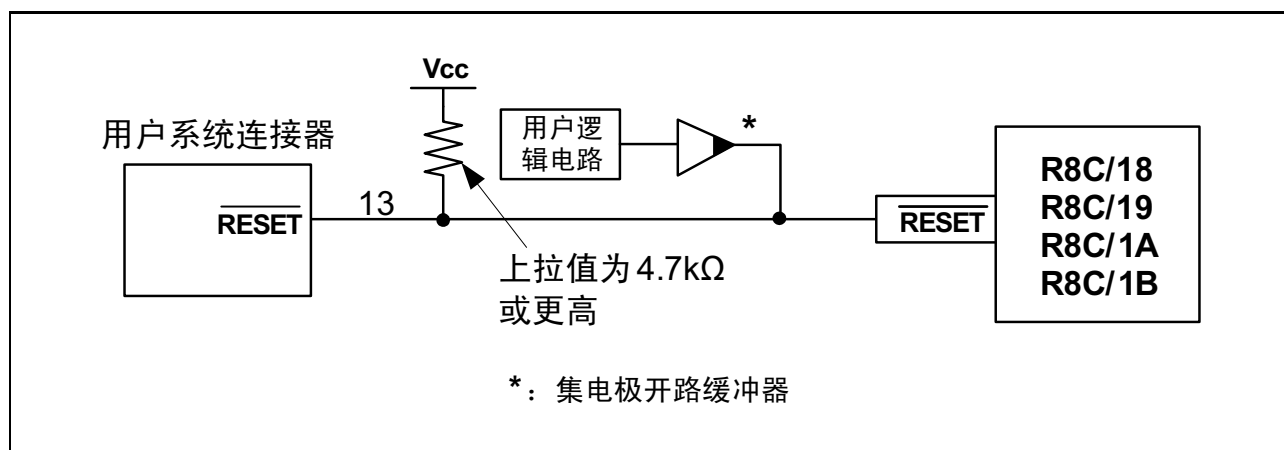 Vcc
用户系统连接器
RESET
13
用户逻
辑电路
*
上拉值为4.7kΩ
或更高
RESET
R8C/18
R8C/19
R8C/1A
R8C/1B
*：集电极开路缓冲器